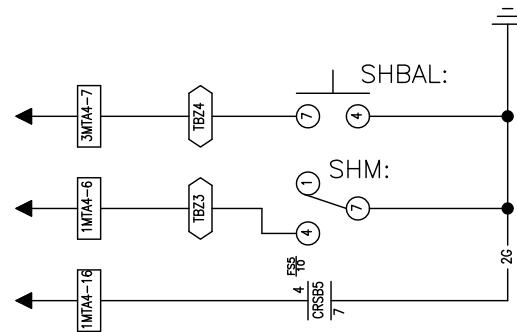 SHBAL:
3MTA4-7
TBZ4
7
4
SHM:
1MTA4-6
TBZ3
1
7
4
2G
FS5
10
1MTA4-16
4
CRSB5
7